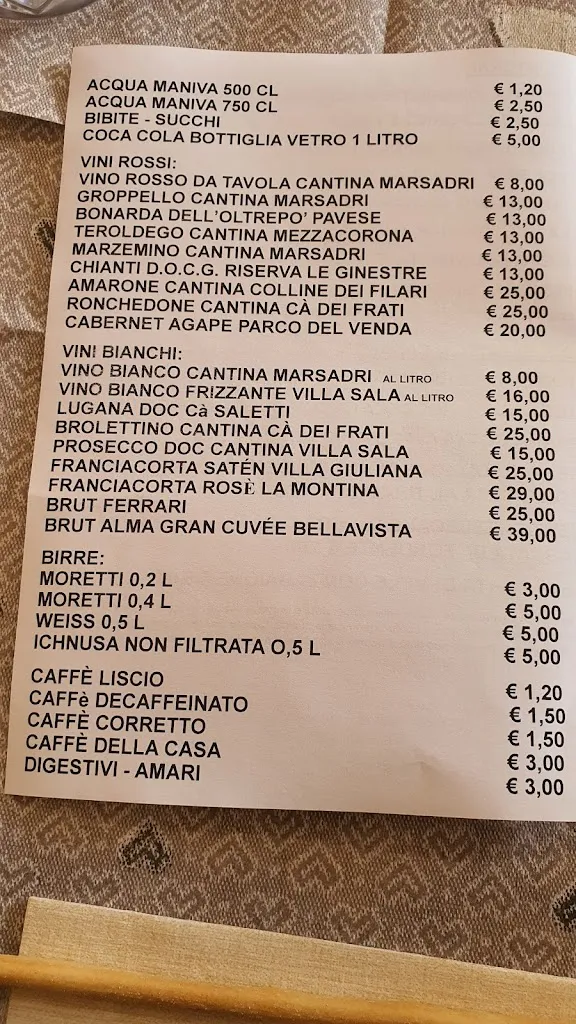 ACQUA MANIVA 500 CL € 1,20
ACQUA MANIVA 750 CL € 2,50
BIBITE - SUCCHI € 2,50
COCA COLA BOTTIGLIA VETRO 1 LITRO € 5,00
VINI ROSSI:
VINO ROSSO DA TAVOLA CANTINA MARSADRI € 8,00
GROPPELLO CANTINA MARSADRI € 13,00
BONARDA DELL'OLTREPO' PAVESE € 13,00
TEROLDEGO CANTINA MEZZACORONA € 13,00
MARZEMINO CANTINA MARSADRI € 13,00
CHIANTI D.O.C.G. RISERVA LE GINESTRE € 13,00
AMARONE CANTINA COLLINE DEI FILARI € 25,00
RONCHEDONE CANTINA CÀ DEI FRATI € 25,00
CABERNET AGAPE PARCO DEL VENDA € 20,00
VINI BIANCHI:
VINO BIANCO CANTINA MARSADRI AL LITRO € 8,00
VINO BIANCO FRIZZANTE VILLA SALA AL LITRO € 16,00
LUGANA DOC Cà SALETTI € 15,00
BROLETTINO CANTINA CÀ DEI FRATI € 25,00
PROSECCO DOC CANTINA VILLA SALA € 15,00
FRANCIACORTA SATÉN VILLA GIULIANA € 25,00
FRANCIACORTA ROSÈ LA MONTINA € 29,00
BRUT FERRARI € 25,00
BRUT ALMA GRAN CUVÉE BELLAVISTA € 39,00
BIRRE:
MORETTI 0,2 L € 3,00
MORETTI 0,4 L € 5,00
WEISS 0,5 L € 5,00
ICHNUSA NON FILTRATA O,5 L € 5,00
CAFFÈ LISCIO € 1,20
CAFFè DECAFFEINATO € 1,50
CAFFÈ CORRETTO € 1,50
CAFFÈ DELLA CASA € 3,00
DIGESTIVI - AMARI € 3,00